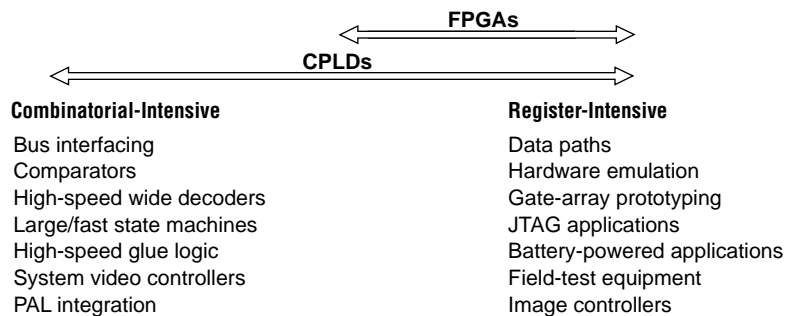 FPGAs
CPLDs
Combinatorial-Intensive
Bus interfacing
Comparators
High-speed wide decoders
Large/fast state machines
High-speed glue logic
System video controllers
PAL integration
Register-Intensive
Data paths
Hardware emulation
Gate-array prototyping
JTAG applications
Battery-powered applications
Field-test equipment
Image controllers